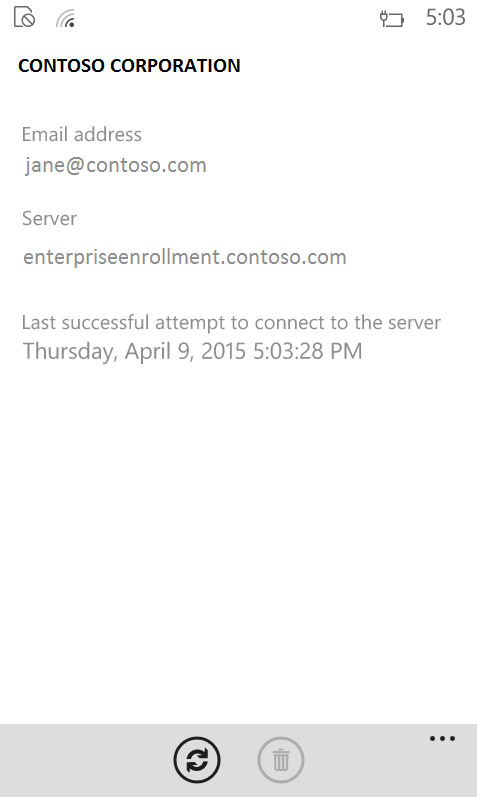 5:03
CONTOSO CORPORATION
Email address
jane@contoso.com
Server
enterpriseenrollment.contoso.com
Last successful attempt to connect to the server
Thursday, April 9, 2015 5:03:28 PM